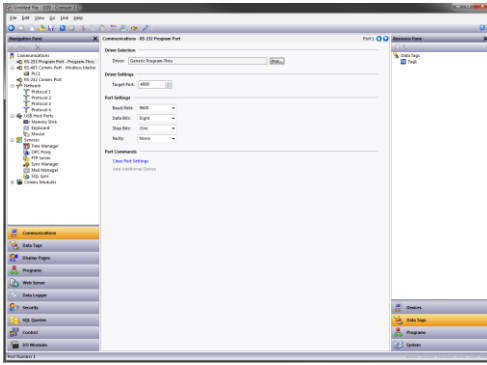 Untitled File - G09 - Crimson 3.1
File Edit View Go Link Help
Navigation Pane
Communications - RS-232 Program Port
Port 1
Resource Pane
Communications
RS-232 Program Port - Program Thru
RS-485 Comms Port - Modbus Master
PLC1
RS-232 Comms Port
Network
Protocol 1
Protocol 2
Protocol 3
Protocol 4
USB Host Ports
Memory Stick
Keyboard
Mouse
Services
Time Manager
OPC Proxy
FTP Server
Sync Manager
Mail Manager
SQL Sync
Comms Modules
Driver Selection
Driver: Generic Program Thru
Pick...
Driver Settings
Target Port: 4000
Port Settings
Baud Rate: 9600
Data Bits: Eight
Stop Bits: One
Parity: None
Port Commands
Clear Port Settings
Add Additional Device
Data Tags
Tag1
Communications
Data Tags
Display Pages
Programs
Web Server
Data Logger
Security
SQL Queries
Control
I/O Modules
Devices
Data Tags
Programs
System
Port Number 1